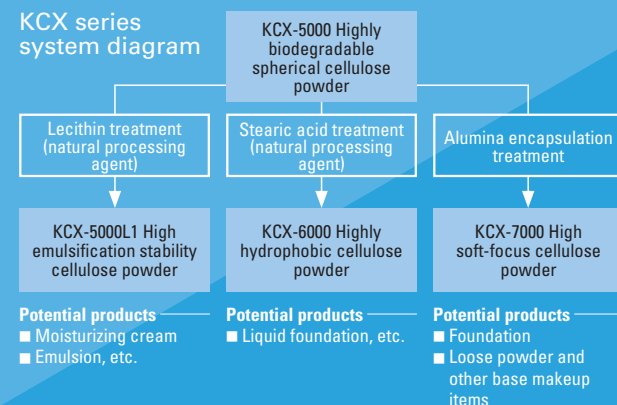 KCX series
system diagram
KCX-5000 Highly
biodegradable
spherical cellulose
powder
Lecithin treatment
(natural processing
agent)
Stearic acid treatment
(natural processing
agent)
Alumina encapsulation
treatment
KCX-5000L1 High
emulsification stability
cellulose powder
KCX-6000 Highly
hydrophobic cellulose
powder
KCX-7000 High
soft-focus cellulose
powder
Potential products
■ Moisturizing cream
■ Emulsion, etc.
Potential products
■ Liquid foundation, etc.
Potential products
■ Foundation
■ Loose powder and
other base makeup
items